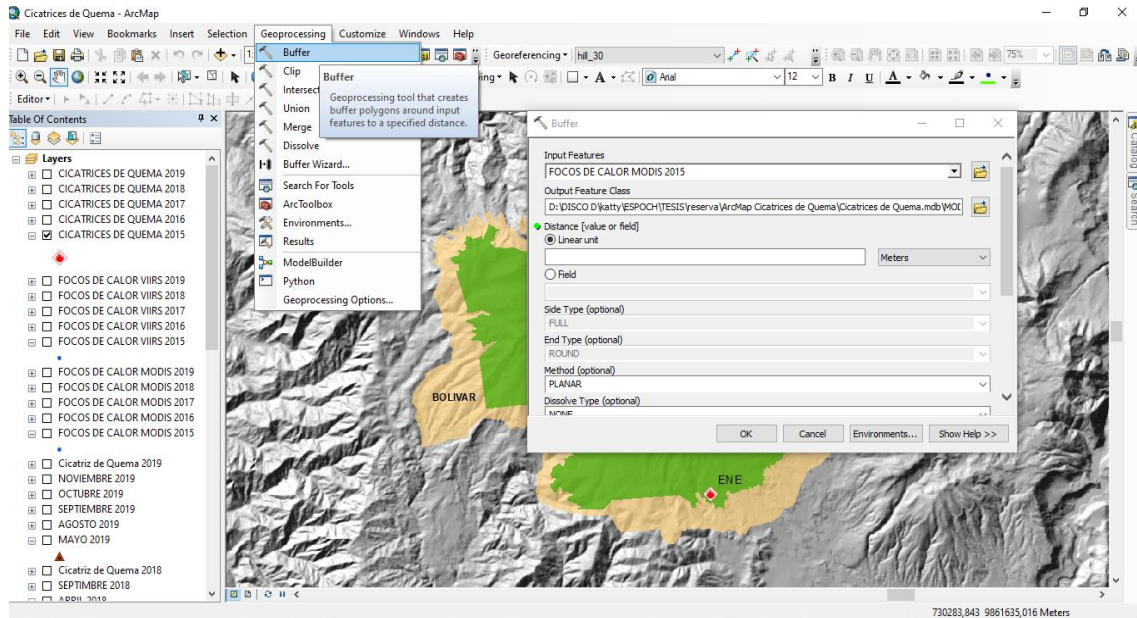 Cicatrices de Quema - ArcMap
File Edit View Bookmarks Insert Selection Geoprocessing Customize Windows Help
Georeferencing hill_30
75%
Arial
12
B I U A
Editor
Buffer
Clip
Intersect
Union
Merge
Dissolve
Buffer Wizard...
Search For Tools
ArcToolbox
Environments...
Results
ModelBuilder
Python
Geoprocessing Options...
Buffer
Geoprocessing tool that creates
buffer polygons around input
features to a specified distance.
Table Of Contents
Layers
CICATRICES DE QUEMA 2019
CICATRICES DE QUEMA 2018
CICATRICES DE QUEMA 2017
CICATRICES DE QUEMA 2016
CICATRICES DE QUEMA 2015
FOCOS DE CALOR VIIRS 2019
FOCOS DE CALOR VIIRS 2018
FOCOS DE CALOR VIIRS 2017
FOCOS DE CALOR VIIRS 2016
FOCOS DE CALOR VIIRS 2015
FOCOS DE CALOR MODIS 2019
FOCOS DE CALOR MODIS 2018
FOCOS DE CALOR MODIS 2017
FOCOS DE CALOR MODIS 2016
FOCOS DE CALOR MODIS 2015
Cicatriz de Quema 2019
NOVIEMBRE 2019
OCTUBRE 2019
SEPTIEMBRE 2019
AGOSTO 2019
MAYO 2019
Cicatriz de Quema 2018
SEPTIMBRE 2018
ABRIL 2018
BOLIVAR
ENE
Buffer
Input Features
FOCOS DE CALOR MODIS 2015
Output Feature Class
D:\DISCO D\katty\ESPOCH\TESIS\reserva\ArcMap Cicatrices de Quema\Cicatrices de Quema.mdb\MOD
Distance [value or field]
Linear unit
Meters
Field
Side Type (optional)
FULL
End Type (optional)
ROUND
Method (optional)
PLANAR
Dissolve Type (optional)
NONE
OK Cancel Environments... Show Help >>
Catalog
Search
730283,843 9861635,016 Meters